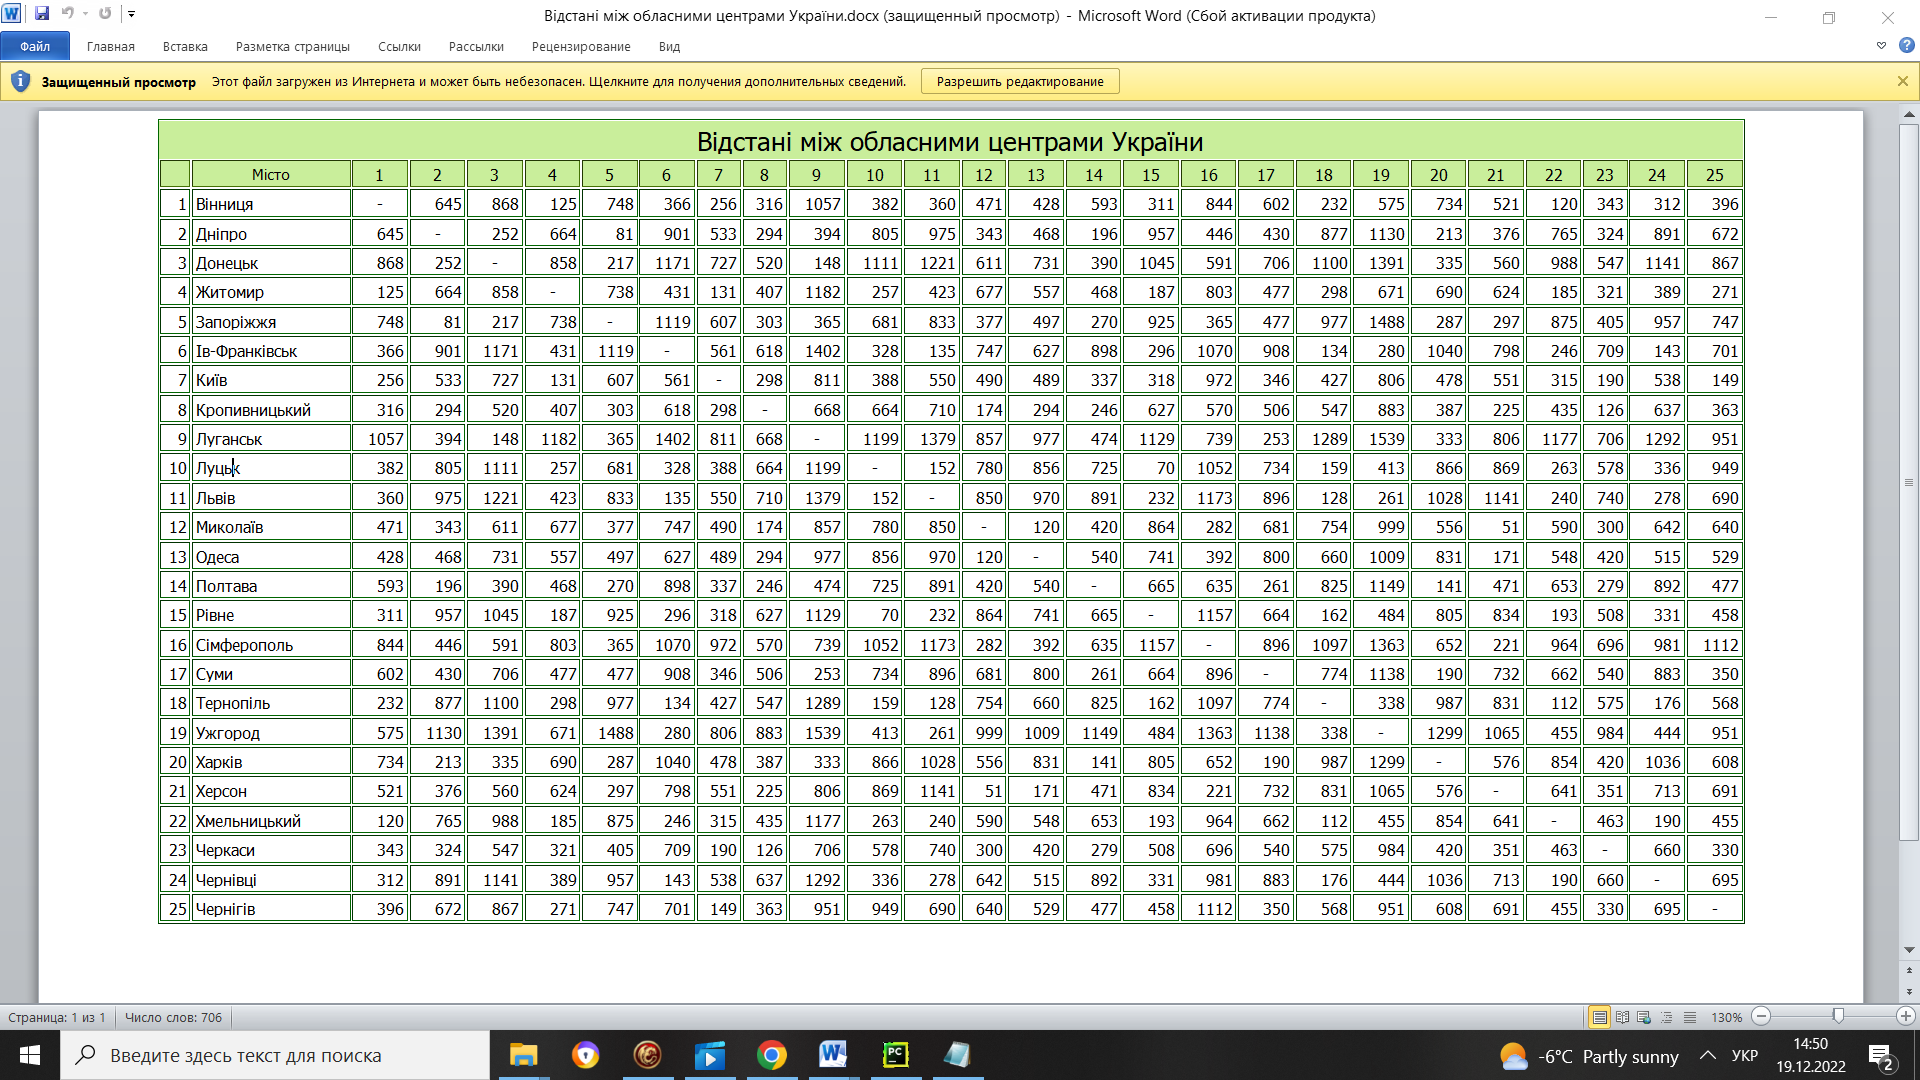 Відстані між обласними центрами України.docx (защищенный просмотр) - Microsoft Word (Сбой активации продукта)
Файл Главная Вставка Разметка страницы Ссылки Рассылки Рецензирование Вид
Защищенный просмотр Этот файл загружен из Интернета и может быть небезопасен. Щелкните для получения дополнительных сведений. Разрешить редактирование
Відстані між обласними центрами України
Місто 1 2 3 4 5 6 7 8 9 10 11 12 13 14 15 16 17 18 19 20 21 22 23 24 25
1 Вінниця - 645 868 125 748 366 256 316 1057 382 360 471 428 593 311 844 602 232 575 734 521 120 343 312 396
2 Дніпро 645 - 252 664 81 901 533 294 394 805 975 343 468 196 957 446 430 877 1130 213 376 765 324 891 672
3 Донецьк 868 252 - 858 217 1171 727 520 148 1111 1221 611 731 390 1045 591 706 1100 1391 335 560 988 547 1141 867
4 Житомир 125 664 858 - 738 431 131 407 1182 257 423 677 557 468 187 803 477 298 671 690 624 185 321 389 271
5 Запоріжжя 748 81 217 738 - 1119 607 303 365 681 833 377 497 270 925 365 477 977 1488 287 297 875 405 957 747
6 Ів-Франківськ 366 901 1171 431 1119 - 561 618 1402 328 135 747 627 898 296 1070 908 134 280 1040 798 246 709 143 701
7 Київ 256 533 727 131 607 561 - 298 811 388 550 490 489 337 318 972 346 427 806 478 551 315 190 538 149
8 Кропивницький 316 294 520 407 303 618 298 - 668 664 710 174 294 246 627 570 506 547 883 387 225 435 126 637 363
9 Луганськ 1057 394 148 1182 365 1402 811 668 - 1199 1379 857 977 474 1129 739 253 1289 1539 333 806 1177 706 1292 951
10 Луцьк 382 805 1111 257 681 328 388 664 1199 - 152 780 856 725 70 1052 734 159 413 866 869 263 578 336 949
11 Львів 360 975 1221 423 833 135 550 710 1379 152 - 850 970 891 232 1173 896 128 261 1028 1141 240 740 278 690
12 Миколаїв 471 343 611 677 377 747 490 174 857 780 850 - 120 420 864 282 681 754 999 556 51 590 300 642 640
13 Одеса 428 468 731 557 497 627 489 294 977 856 970 120 - 540 741 392 800 660 1009 831 171 548 420 515 529
14 Полтава 593 196 390 468 270 898 337 246 474 725 891 420 540 - 665 635 261 825 1149 141 471 653 279 892 477
15 Рівне 311 957 1045 187 925 296 318 627 1129 70 232 864 741 665 - 1157 664 162 484 805 834 193 508 331 458
16 Сімферополь 844 446 591 803 365 1070 972 570 739 1052 1173 282 392 635 1157 - 896 1097 1363 652 221 964 696 981 1112
17 Суми 602 430 706 477 477 908 346 506 253 734 896 681 800 261 664 896 - 774 1138 190 732 662 540 883 350
18 Тернопіль 232 877 1100 298 977 134 427 547 1289 159 128 754 660 825 162 1097 774 - 338 987 831 112 575 176 568
19 Ужгород 575 1130 1391 671 1488 280 806 883 1539 413 261 999 1009 1149 484 1363 1138 338 - 1299 1065 455 984 444 951
20 Харків 734 213 335 690 287 1040 478 387 333 866 1028 556 831 141 805 652 190 987 1299 - 576 854 420 1036 608
21 Херсон 521 376 560 624 297 798 551 225 806 869 1141 51 171 471 834 221 732 831 1065 576 - 641 351 713 691
22 Хмельницький 120 765 988 185 875 246 315 435 1177 263 240 590 548 653 193 964 662 112 455 854 641 - 463 190 455
23 Черкаси 343 324 547 321 405 709 190 126 706 578 740 300 420 279 508 696 540 575 984 420 351 463 - 660 330
24 Чернівці 312 891 1141 389 957 143 538 637 1292 336 278 642 515 892 331 981 883 176 444 1036 713 190 660 - 695
25 Чернігів 396 672 867 271 747 701 149 363 951 949 690 640 529 477 458 1112 350 568 951 608 691 455 330 695 -
Страница: 1 из 1 Число слов: 706 130%
Введите здесь текст для поиска -6°C Partly sunny УКР 14:50
19.12.2022 2